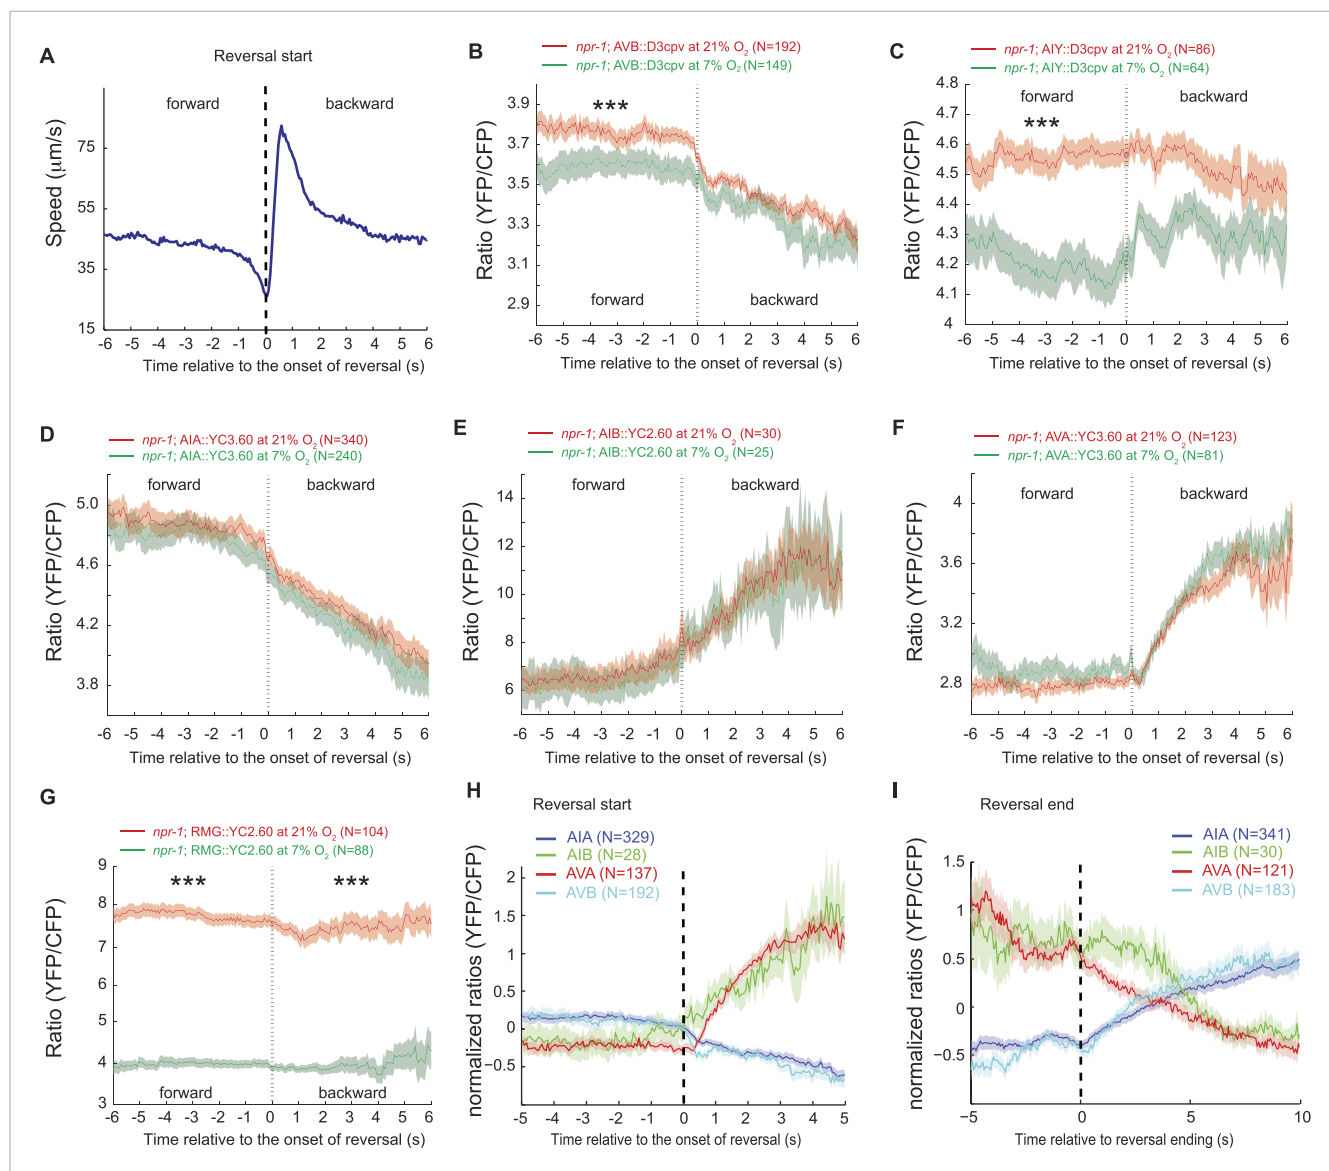 A
Reversal start
forward
backward
Speed (μm/s)
75
55
35
15
-6 -5 -4 -3 -2 -1 0 1 2 3 4 5 6
Time relative to the onset of reversal (s)
B
npr-1; AVB::D3cpv at 21% O2 (N=192)
npr-1; AVB::D3cpv at 7% O2 (N=149)
***
Ratio (YFP/CFP)
3.9
3.7
3.5
3.3
3.1
2.9
forward
backward
-6 -5 -4 -3 -2 -1 0 1 2 3 4 5 6
Time relative to the onset of reversal (s)
C
npr-1; AIY::D3cpv at 21% O2 (N=86)
npr-1; AIY::D3cpv at 7% O2 (N=64)
forward
backward
***
Ratio (YFP/CFP)
4.8
4.7
4.6
4.5
4.4
4.3
4.2
4.1
4
-6 -5 -4 -3 -2 -1 0 1 2 3 4 5 6
Time relative to the onset of reversal (s)
D
npr-1; AIA::YC3.60 at 21% O2 (N=340)
npr-1; AIA::YC3.60 at 7% O2 (N=240)
forward
backward
Ratio (YFP/CFP)
5.0
4.6
4.2
3.8
-6 -5 -4 -3 -2 -1 0 1 2 3 4 5 6
Time relative to the onset of reversal (s)
E
npr-1; AIB::YC2.60 at 21% O2 (N=30)
npr-1; AIB::YC2.60 at 7% O2 (N=25)
forward
backward
Ratio (YFP/CFP)
14
12
10
8
6
-6 -5 -4 -3 -2 -1 0 1 2 3 4 5 6
Time relative to the onset of reversal (s)
F
npr-1; AVA::YC3.60 at 21% O2 (N=123)
npr-1; AVA::YC3.60 at 7% O2 (N=81)
forward
backward
Ratio (YFP/CFP)
4
3.6
3.2
2.8
-6 -5 -4 -3 -2 -1 0 1 2 3 4 5 6
Time relative to the onset of reversal (s)
G
npr-1; RMG::YC2.60 at 21% O2 (N=104)
npr-1; RMG::YC2.60 at 7% O2 (N=88)
*** ***
Ratio (YFP/CFP)
9
8
7
6
5
4
3
forward
backward
-6 -5 -4 -3 -2 -1 0 1 2 3 4 5 6
Time relative to the onset of reversal (s)
H
Reversal start
AIA (N=329)
AIB (N=28)
AVA (N=137)
AVB (N=192)
normalized ratios (YFP/CFP)
2
1.5
1
0.5
0
−0.5
-5 -4 -3 -2 -1 0 1 2 3 4 5
Time relative to the onset of reversal (s)
I
Reversal end
AIA (N=341)
AIB (N=30)
AVA (N=121)
AVB (N=183)
normalized ratios (YFP/CFP)
1.5
1
0.5
0
−0.5
−5 0 5 10
Time relative to reversal ending (s)